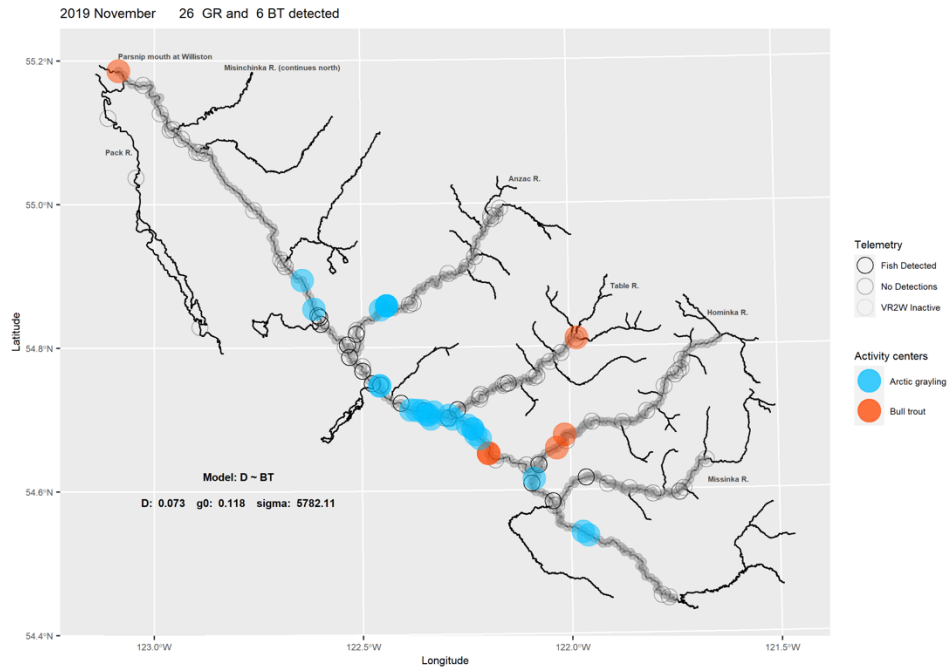 2019 November 26 GR and 6 BT detected
55.2°N
55.0°N
54.8°N
54.6°N
54.4°N
Latitude
Parsnip mouth at Williston
Misinchinka R. (continues north)
Pack R.
Anzac R.
Table R.
Hominka R.
Missinka R.
Model: D ~ BT
D: 0.073 g0: 0.118 sigma: 5782.11
123.0°W
122.5°W
122.0°W
121.5°W
Longitude
Telemetry
Fish Detected
No Detections
VR2W Inactive
Activity centers
Arctic grayling
Bull trout